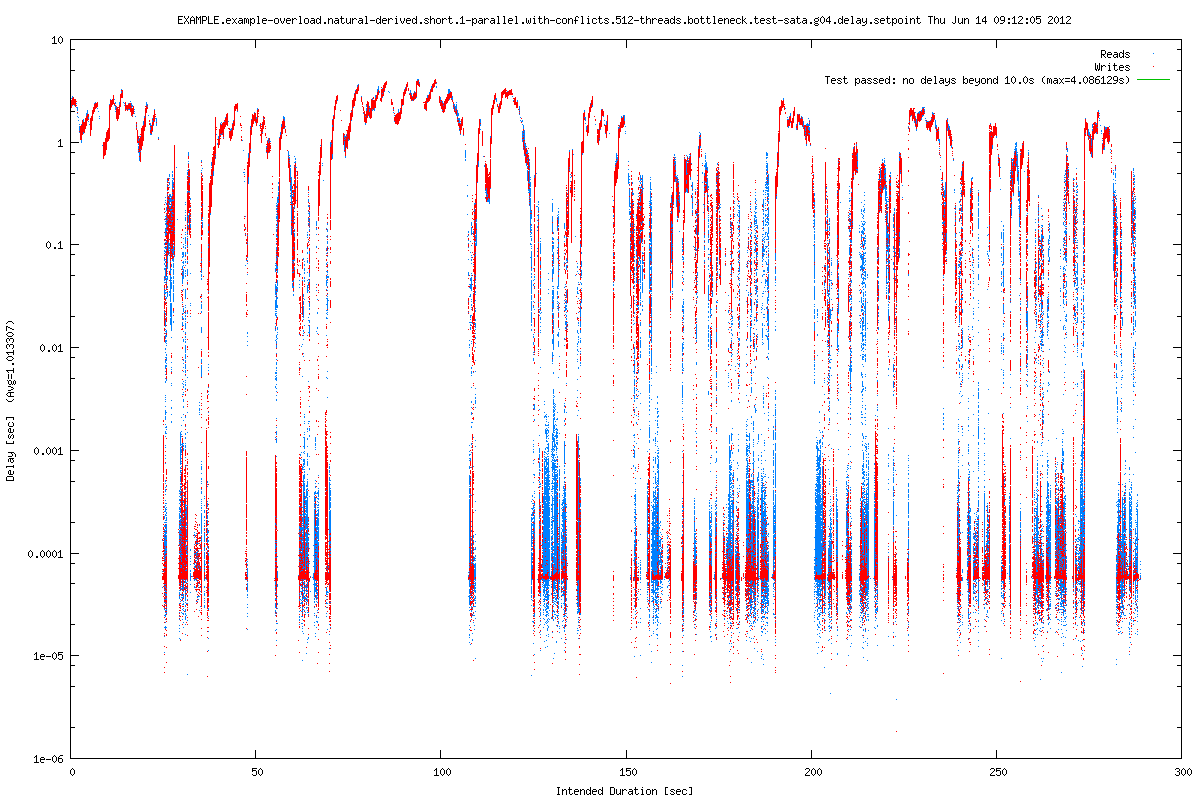 EXAMPLE.example-overload.natural-derived.short.1-parallel.with-conflicts.512-threads.bottleneck.test-sata.g04.delay.setpoint Thu Jun 14 09:12:05 2012
Reads
Writes
Test passed: no delays beyond 10.0s (max=4.086129s)
10
1
0.1
0.01
0.001
0.0001
1e-05
1e-06
Delay [sec] (Avg=1.013307)
0 50 100 150 200 250 300
Intended Duration [sec]